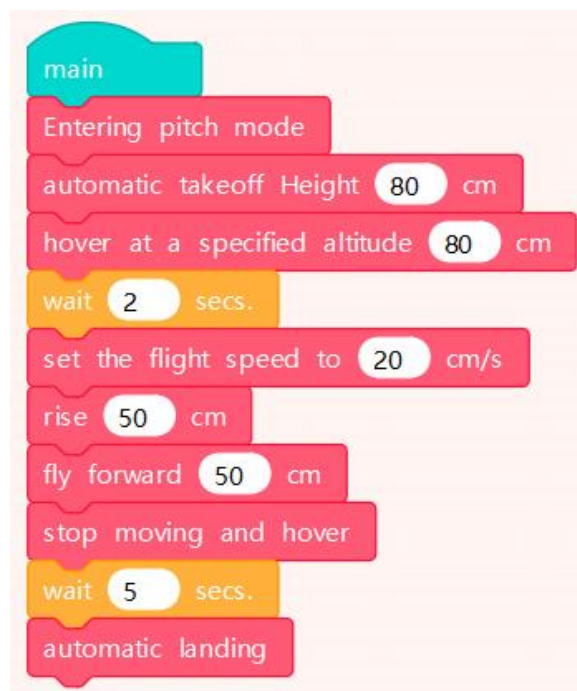 main
Entering pitch mode
automatic takeoff Height 80 cm
hover at a specified altitude 80 cm
wait 2 secs.
set the flight speed to 20 cm/s
rise 50 cm
fly forward 50 cm
stop moving and hover
wait 5 secs.
automatic landing